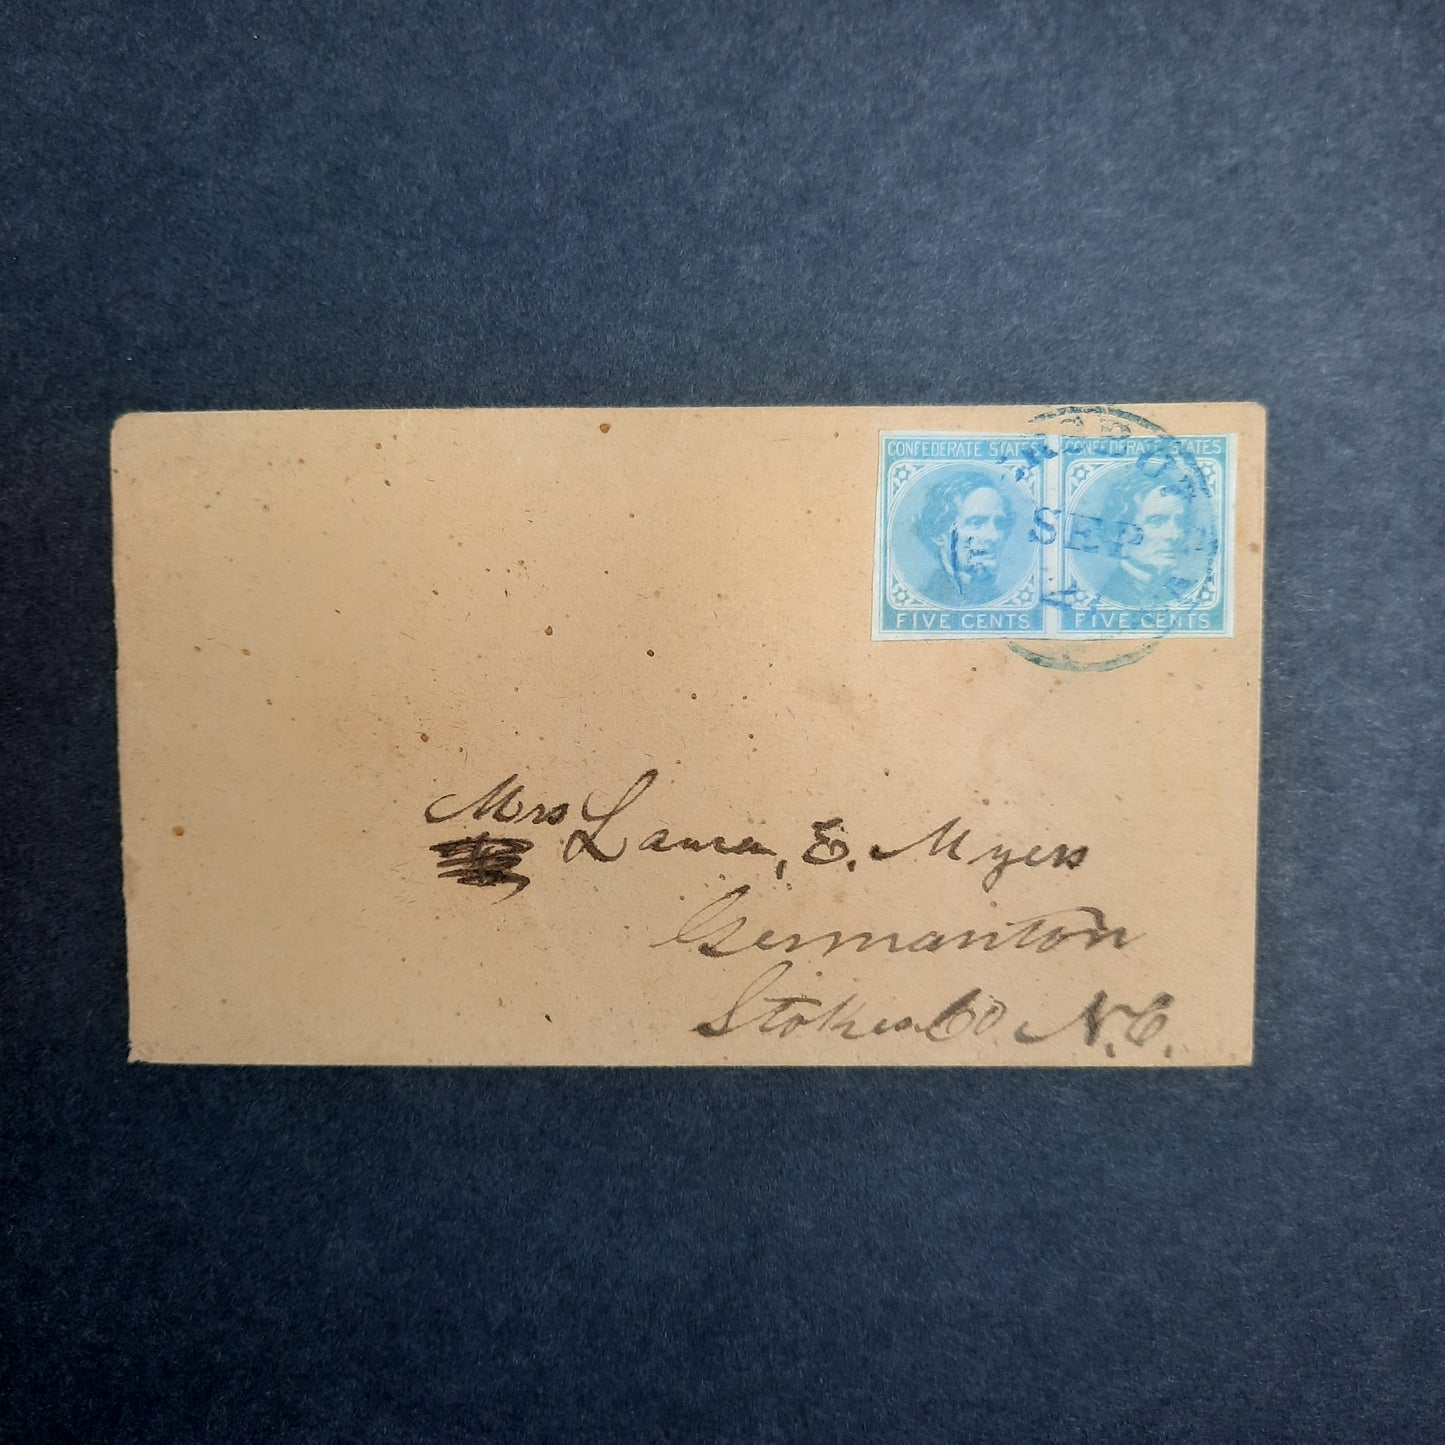 CONFEDERATE STATES CONFEDERATE STATES
SEP
FIVE CENTS FIVE CENTS
Mrs Laura, E. Myers
Germanton
Stokes Co N.C.